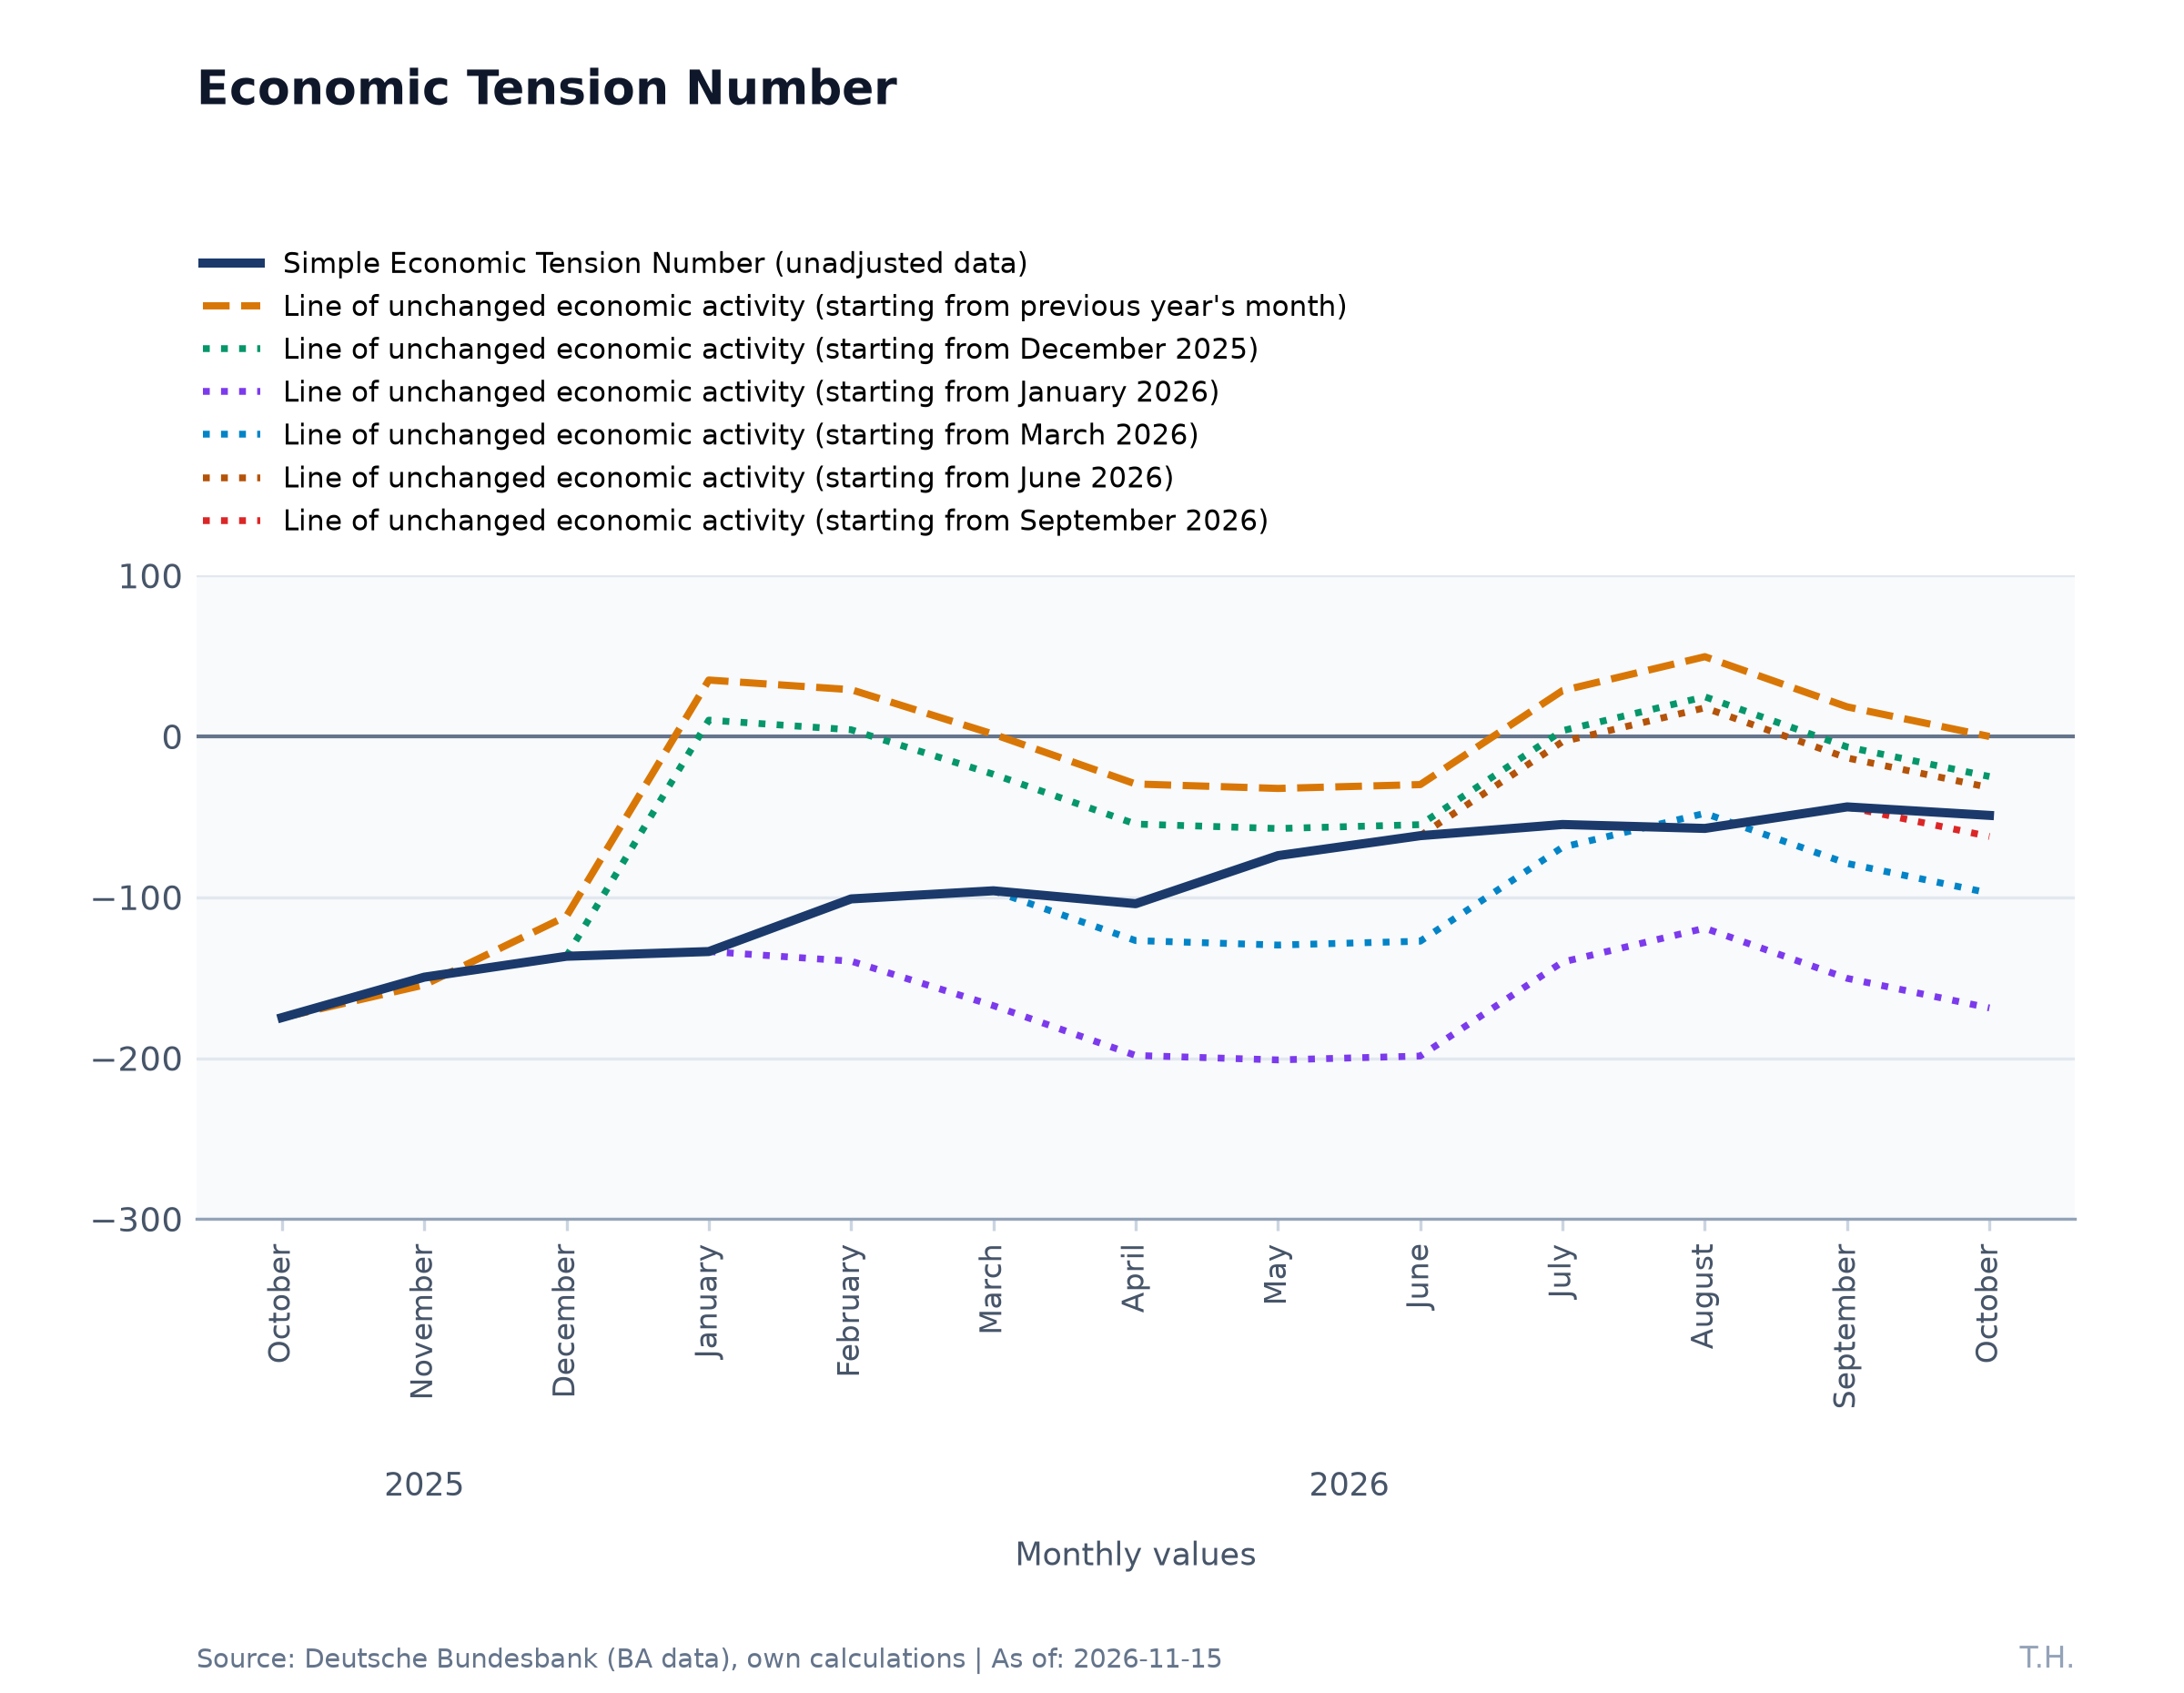 Economic Tension Number
Simple Economic Tension Number (unadjusted data)
Line of unchanged economic activity (starting from previous year's month)
Line of unchanged economic activity (starting from December 2025)
Line of unchanged economic activity (starting from January 2026)
Line of unchanged economic activity (starting from March 2026)
Line of unchanged economic activity (starting from June 2026)
Line of unchanged economic activity (starting from September 2026)
100
0
−100
−200
−300
October
November
December
January
February
March
April
May
June
July
August
September
October
2025
2026
Monthly values
Source: Deutsche Bundesbank (BA data), own calculations | As of: 2026-11-15
T.H.